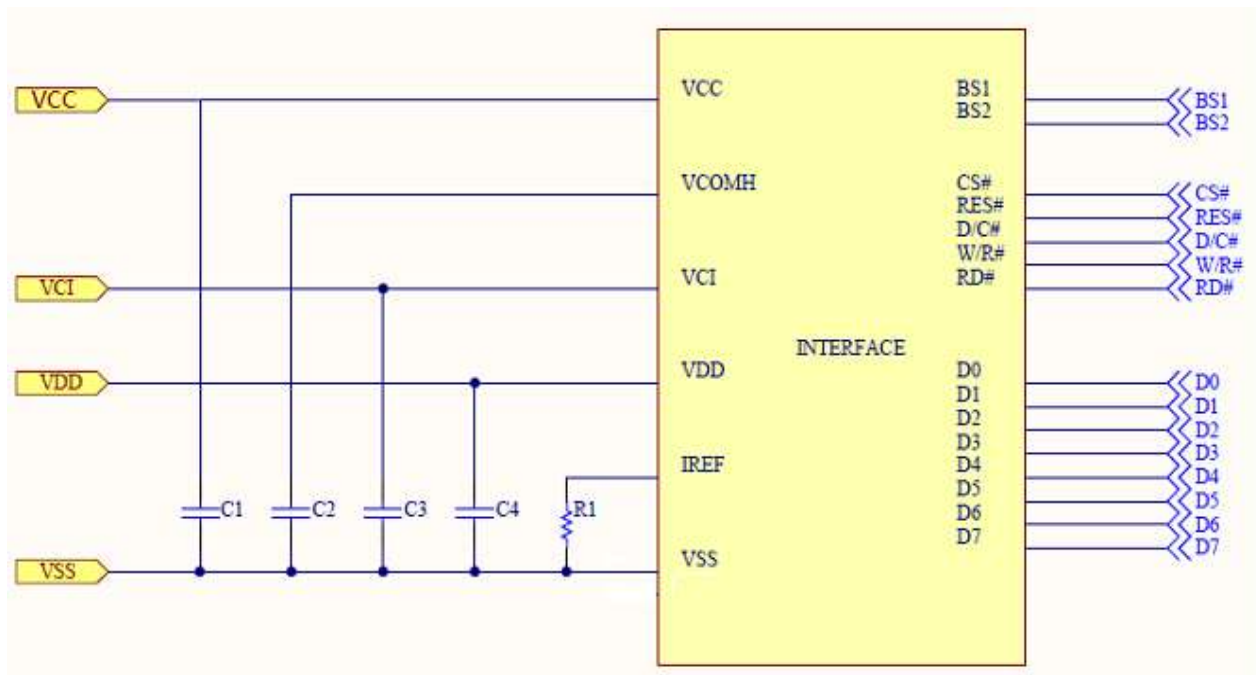 VCC VCC BS1 BS1
BS2 BS2
VCOMH CS# CS#
RES# RES#
D/C# D/C#
W/R# W/R#
VCI VCI RD# RD#
INTERFACE
VDD VDD D0 D0
D1 D1
D2 D2
D3 D3
IREF D4 D4
C1 C2 C3 C4 R1 D5 D5
D6 D6
D7 D7
VSS VSS